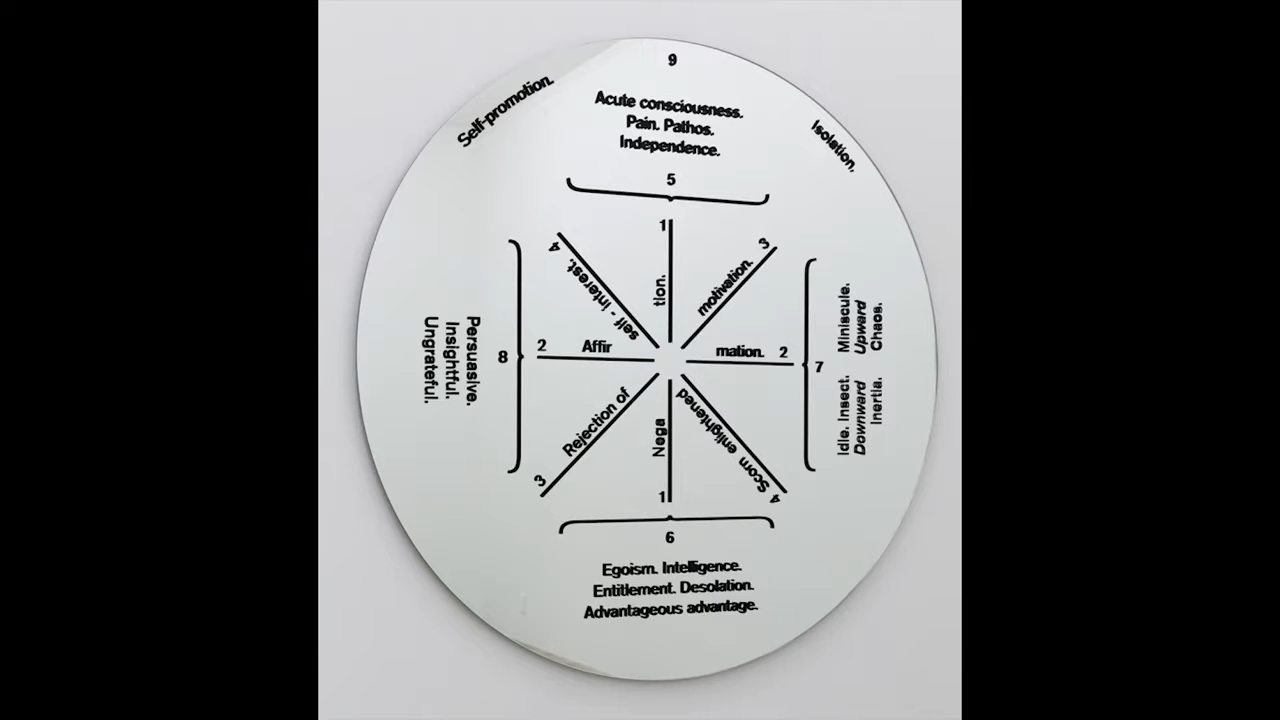 9
Self-promotion.
Acute consciousness.
Pain. Pathos.
Independence.
Isolation.
5
1
3
4
tion.
motivation.
self - interest.
2 Affir
mation. 2
8
Persuasive.
Insightful.
Ungrateful.
7
Idle. Insect. Miniscule.
Downward Upward
Inertia. Chaos.
Rejection of
Nega
Scorn enlightened
3
1
4
6
Egoism. Intelligence.
Entitlement. Desolation.
Advantageous advantage.